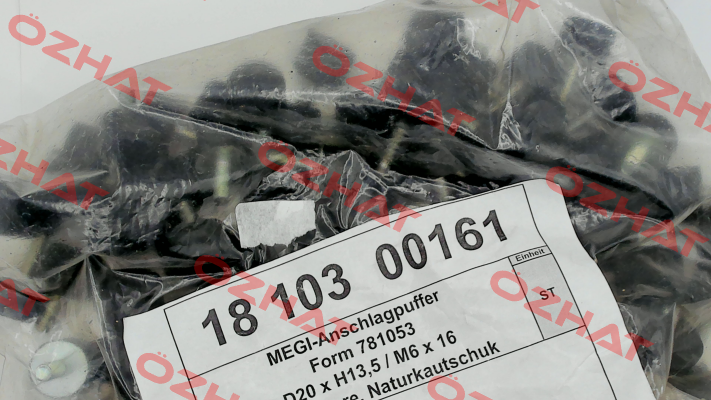 18 103 00161
MEGI-Anschlagpuffer
Form 781053
D20 x H13,5 / M6 x 16
Naturkautschuk
Einheit
ST
ÖZHAT
ÖZHAT
ÖZHAT
ÖZHAT
ÖZHAT
ÖZHAT
ÖZHAT
ÖZHAT
ÖZHAT